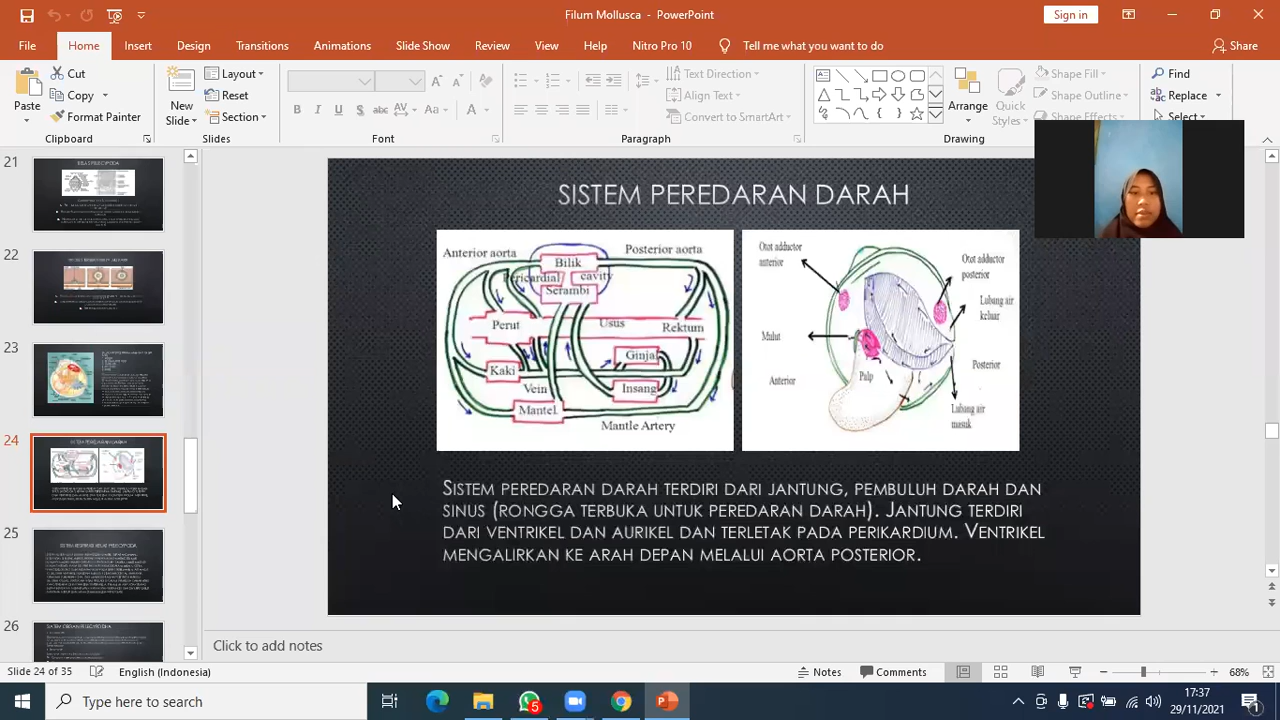 Filum Mollusca - PowerPoint
Sign in
File Home Insert Design Transitions Animations Slide Show Review View Help Nitro Pro 10 Tell me what you want to do Share
Paste
Cut
Copy
Format Painter
Clipboard
New Slide
Layout
Reset
Section
Slides
Font
Text Direction
Align Text
Convert to SmartArt
Paragraph
Arrange
Quick Styles
Shape Fill
Shape Outline
Shape Effects
Drawing
Find
Replace
Select
21
22
23
24
25
26
SISTEM PEREDARAN DARAH
Anterior aorta
Posterior aorta
Bilik
Pericardial cavity
Serambi
Perut
Usus
Rektum
Ginjal
Kaki
Vein
Insang
Mantel
Mantle Artery
Otot adductor anterior
Otot adductor posterior
Lubang air keluar
Mulut
Palp
Anterior
Posterior
Lubang air masuk
SISTEM PEREDARAN DARAH TERDIRI DARI JANTUNG, PEMBULUH DARAH DAN
SINUS (RONGGA TERBUKA UNTUK PEREDARAN DARAH). JANTUNG TERDIRI
DARI VENTRIKEL DAN AURIKEL DAN TERLETAK PADA PERIKARDIUM. VENTRIKEL
KE ARAH DEPAN MELALUI
k to add notes
Slide 24 of 35
English (Indonesia)
Notes
Comments
68%
Type here to search
5
17:37
29/11/2021
1